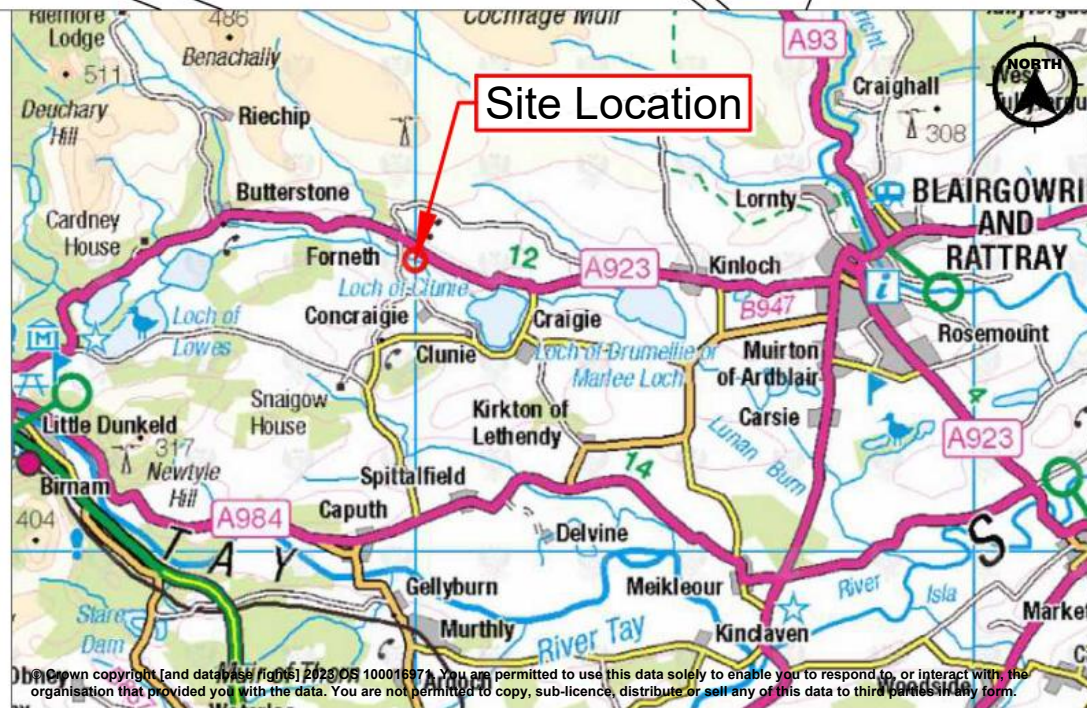 Riemore
Lodge
486
Benachally
Cochrage Muir
A93
NORTH
511
Deuchary
Hill
Riechip
Site Location
Craighall
308
Butterstone
Lornty
BLAIRGOWRI
AND
RATTRAY
Cardney
House
Forneth
12
A923
Kinloch
Loch of Clunie
B947
i
Loch of
Lowes
Concraigie
Craigie
Rosemount
Clunie
Loch of Drumellie or
Marlee Loch
Muirton
of Ardblair
M
Snaigow
House
Kirkton of
Lethendy
Carsie
4
Little Dunkeld
317
Newtyle
Hill
Lunan Burn
A923
14
Birnam
Spittalfield
404
A984
Caputh
Delvine
TAY
S
Gellyburn
Meikleour
River Isla
Stare
Dam
Murthly
River Tay
Kinclaven
Market
© Crown copyright [and database rights] 2023 OS 100016971. You are permitted to use this data solely to enable you to respond to, or interact with, the
organisation that provided you with the data. You are not permitted to copy, sub-licence, distribute or sell any of this data to third parties in any form.
Woodside